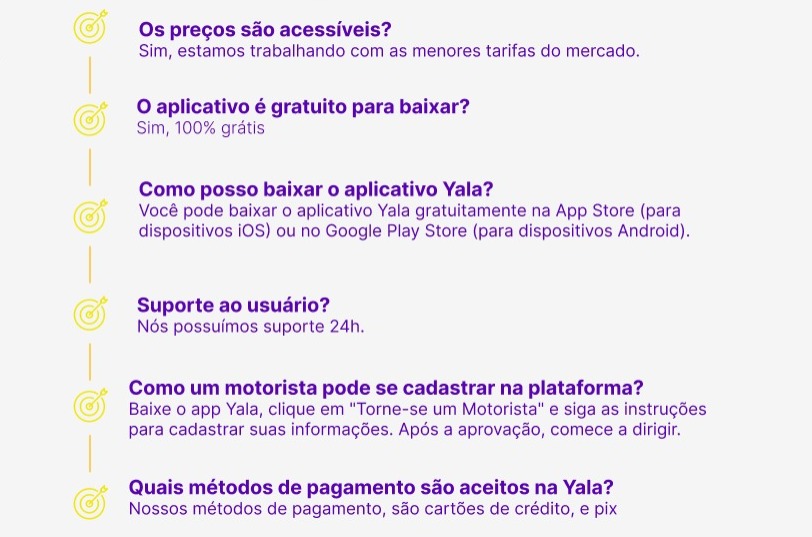 Os preços são acessíveis?
Sim, estamos trabalhando com as menores tarifas do mercado.
O aplicativo é gratuito para baixar?
Sim, 100% grátis
Como posso baixar o aplicativo Yala?
Você pode baixar o aplicativo Yala gratuitamente na App Store (para
dispositivos iOS) ou no Google Play Store (para dispositivos Android).
Suporte ao usuário?
Nós possuímos suporte 24h.
Como um motorista pode se cadastrar na plataforma?
Baixe o app Yala, clique em "Torne-se um Motorista" e siga as instruções
para cadastrar suas informações. Após a aprovação, comece a dirigir.
Quais métodos de pagamento são aceitos na Yala?
Nossos métodos de pagamento, são cartões de crédito, e pix